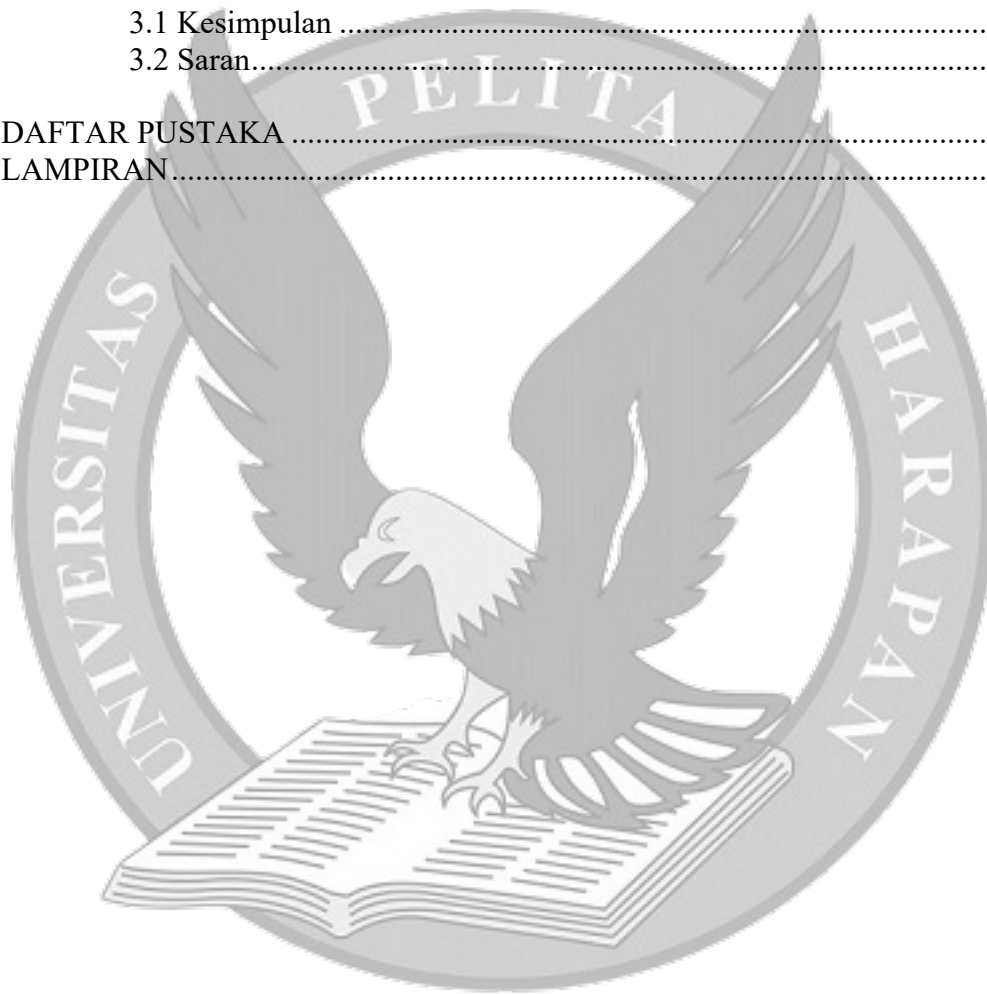 3.1 Kesimpulan ....................................................................................
3.2 Saran................................................................................................
DAFTAR PUSTAKA .........................................................................................
LAMPIRAN.........................................................................................................
UNIVERSITAS PELITA HARAPAN